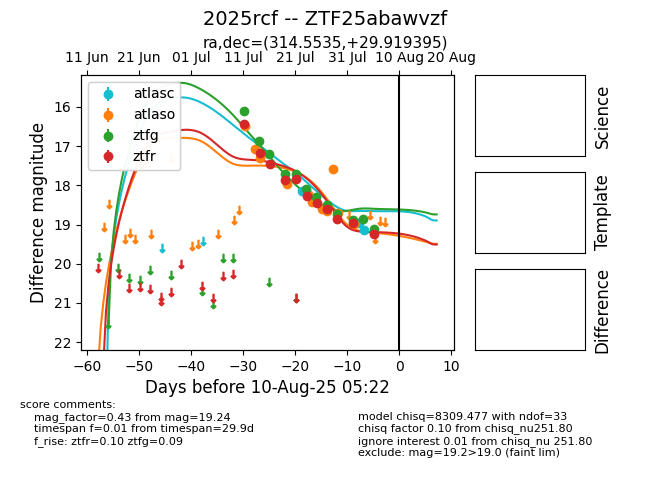 2025rcf -- ZTF25abawvzf
ra,dec=(314.5535,+29.919395)
11 Jun 21 Jun 01 Jul 11 Jul 21 Jul 31 Jul 10 Aug 20 Aug
atlasc
atlaso
ztfg
ztfr
16
17
18
19
20
21
22
Difference magnitude
−60 −50 −40 −30 −20 −10 0 10
Days before 10-Aug-25 05:22
Science
Template
Difference
score comments:
mag_factor=0.43 from mag=19.24
timespan f=0.01 from timespan=29.9d
f_rise: ztfr=0.10 ztfg=0.09
model chisq=8309.477 with ndof=33
chisq factor 0.10 from chisq_nu251.80
ignore interest 0.01 from chisq_nu 251.80
exclude: mag=19.2>19.0 (faint lim)